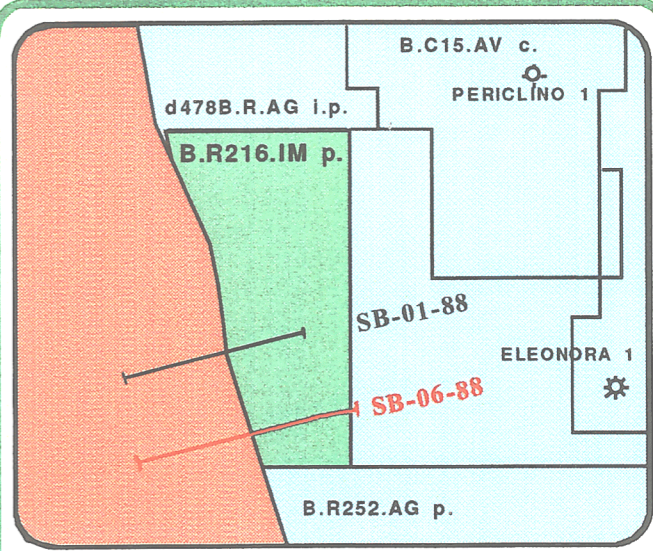 B.C15.AV c.
PERICLINO 1
d478B.R.AG i.p.
B.R216.IM p.
SB-01-88
ELEONORA 1
SB-06-88
B.R252.AG p.